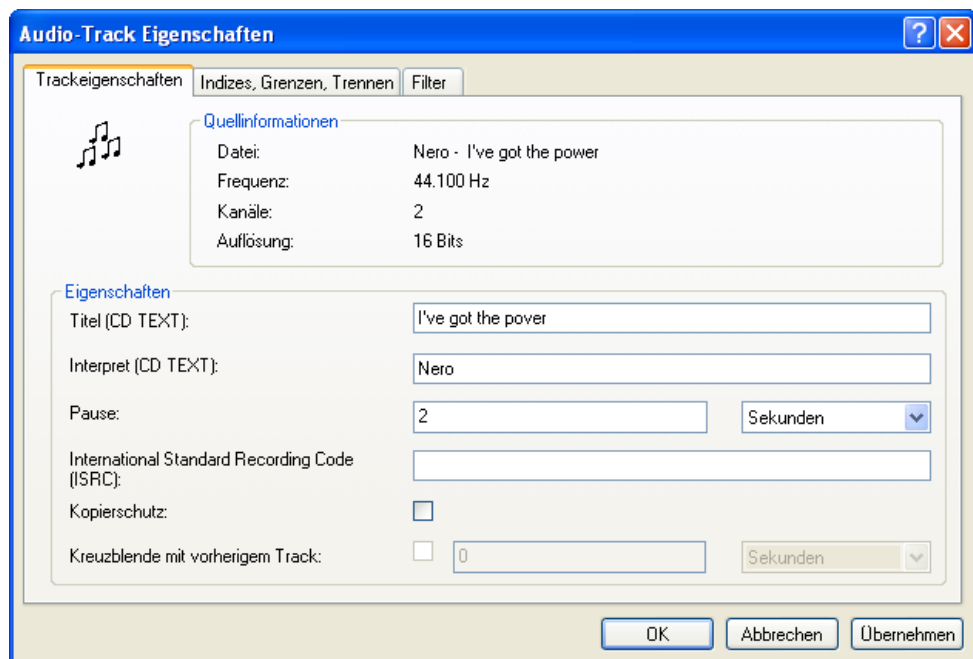 Audio-Track Eigenschaften
Trackeigenschaften Indizes, Grenzen, Trennen Filter
Quellinformationen
Datei: Nero - I've got the power
Frequenz: 44.100 Hz
Kanäle: 2
Auflösung: 16 Bits
Eigenschaften
Titel (CD TEXT): I've got the pover
Interpret (CD TEXT): Nero
Pause: 2 Sekunden
International Standard Recording Code
(ISRC):
Kopierschutz:
Kreuzblende mit vorherigem Track: 0 Sekunden
OK Abbrechen Übernehmen